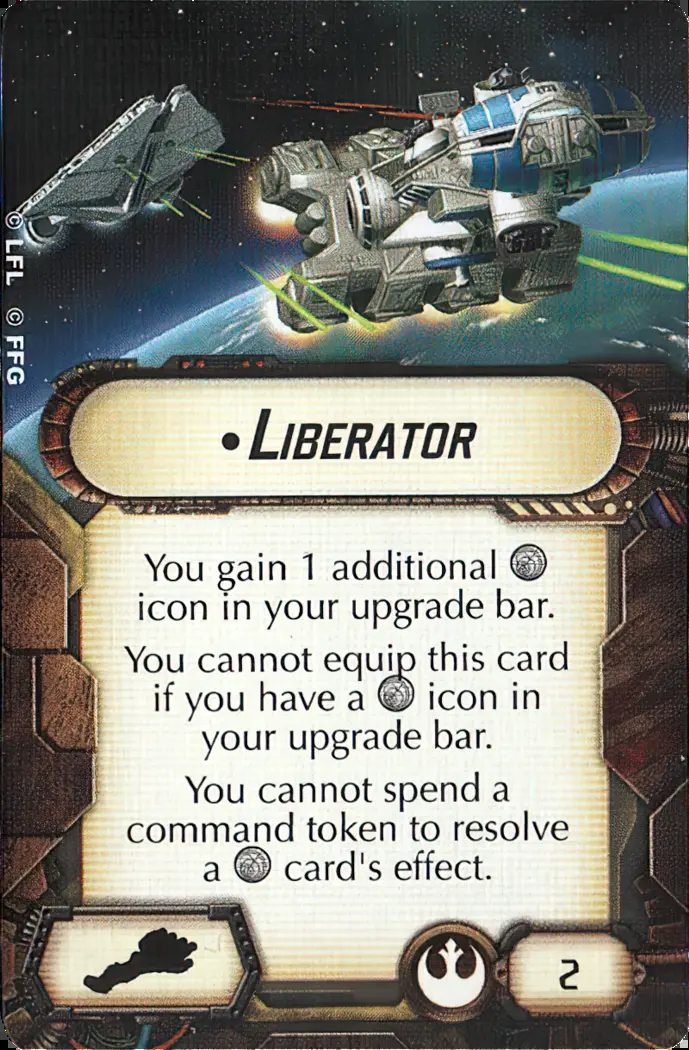 © LFL © FFG
•LIBERATOR
You gain 1 additional
icon in your upgrade bar.
You cannot equip this card
if you have a icon in
your upgrade bar.
You cannot spend a
command token to resolve
a card's effect.
2